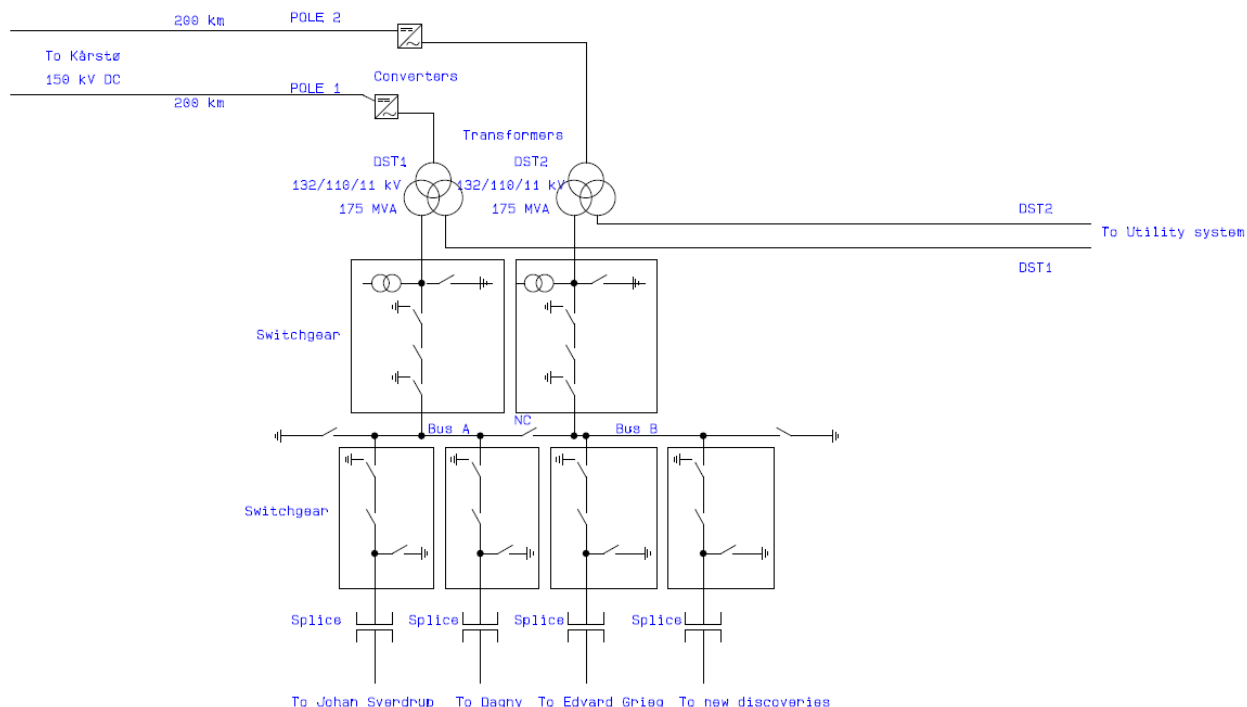 200 km
POLE 2
To Kårstø
150 kV DC
Converters
POLE 1
200 km
Transformers
DST1
DST2
132/110/11 kV
132/110/11 kV
175 MVA
175 MVA
DST2
To Utility system
DST1
Switchgear
NC
Bus A
Bus B
Switchgear
Splice
Splice
Splice
Splice
To Johan Sverdrup
To Dagny
To Edvard Grieg
To new discoveries